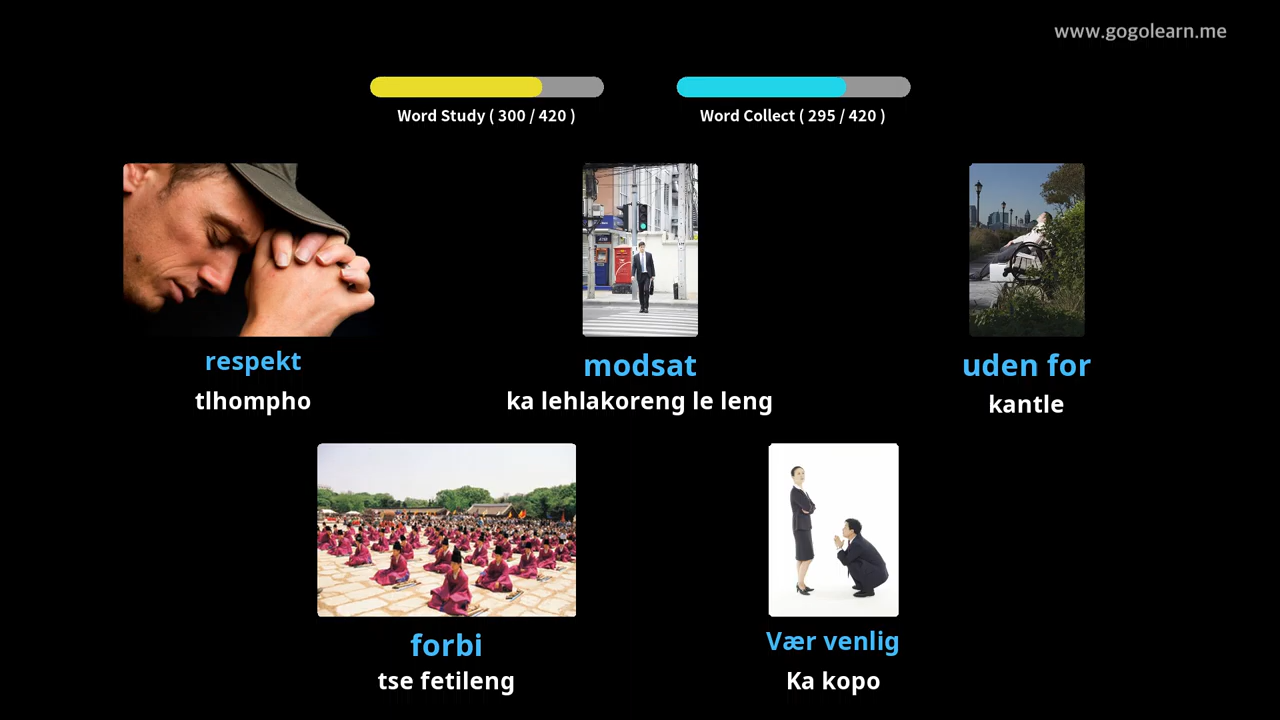 www.gogolearn.me
Word Study ( 300 / 420 )
Word Collect ( 295 / 420 )
respekt
tlhompho
modsat
ka lehlakoreng le leng
uden for
kantle
forbi
tse fetileng
Vær venlig
Ka kopo